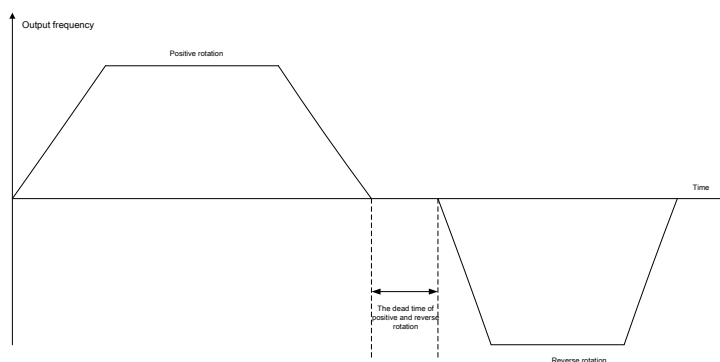 Output frequency
Positive rotation
Time
The dead time of
positive and reverse
rotation
Reverse rotation